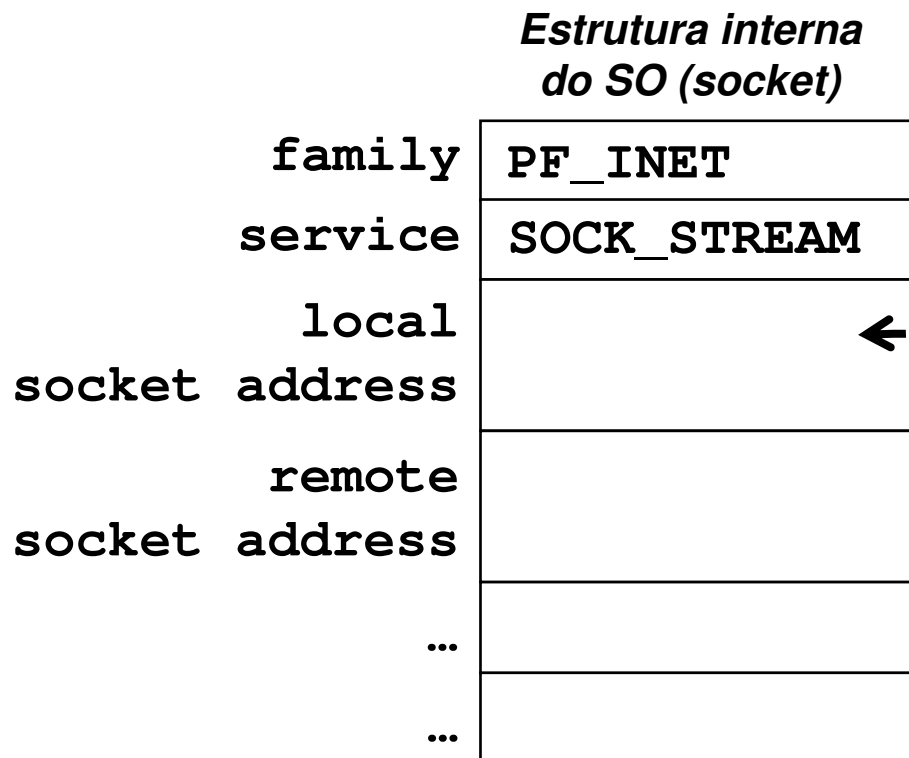 Estrutura interna
do SO (socket)
family PF_INET
service SOCK_STREAM
local
socket address
remote
socket address
…
…